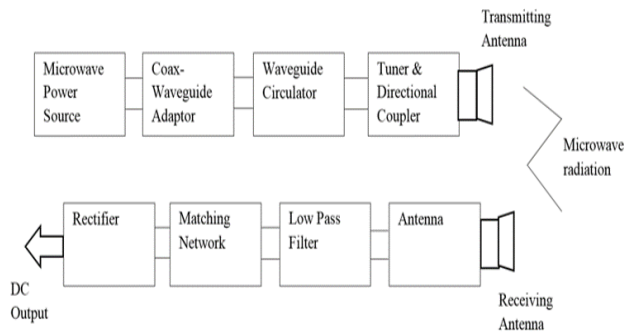 Transmitting
Antenna
Microwave
Power
Source
Coax-
Waveguide
Adaptor
Waveguide
Circulator
Tuner &
Directional
Coupler
Microwave
radiation
Rectifier
Matching
Network
Low Pass
Filter
Antenna
DC
Output
Receiving
Antenna